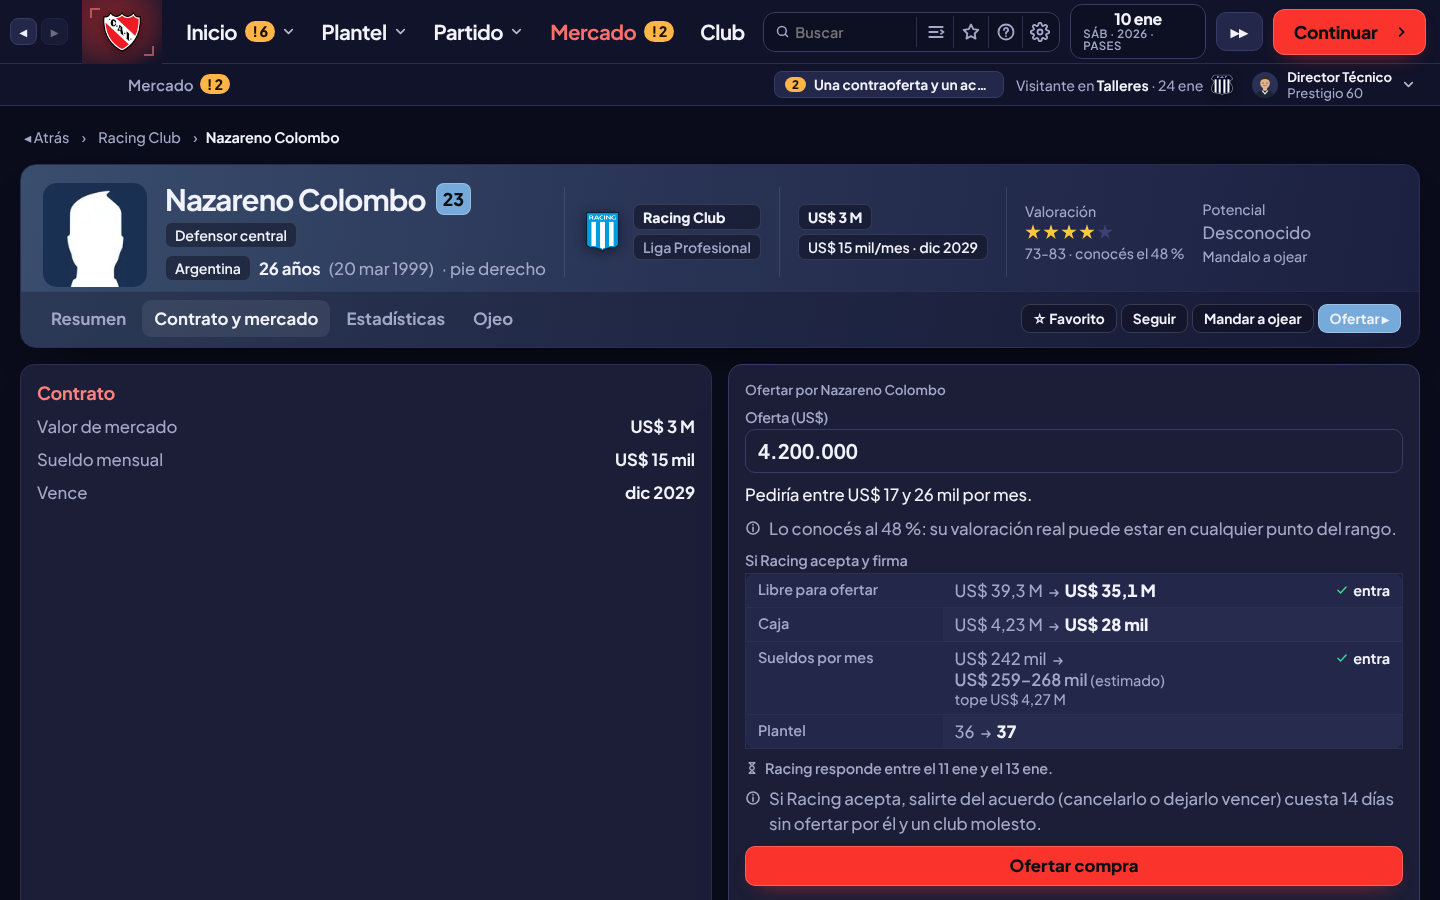 Inicio !6 Plantel Partido Mercado !2 Club
Buscar
10 ene
SÁB · 2026 · PASES
Continuar
Mercado !2
2 Una contraoferta y un ac…
Visitante en Talleres · 24 ene
Director Técnico
Prestigio 60
Atrás › Racing Club › Nazareno Colombo
Nazareno Colombo 23
Defensor central
Argentina 26 años (20 mar 1999) · pie derecho
RACING
Racing Club
Liga Profesional
US$ 3 M
US$ 15 mil/mes · dic 2029
Valoración
73-83 · conocés el 48 %
Potencial
Desconocido
Mandalo a ojear
Resumen Contrato y mercado Estadísticas Ojeo
Favorito Seguir Mandar a ojear Ofertar
Contrato
Valor de mercado US$ 3 M
Sueldo mensual US$ 15 mil
Vence dic 2029
Ofertar por Nazareno Colombo
Oferta (US$)
4.200.000
Pediría entre US$ 17 y 26 mil por mes.
Lo conocés al 48 %: su valoración real puede estar en cualquier punto del rango.
Si Racing acepta y firma
Libre para ofertar US$ 39,3 M → US$ 35,1 M ✓ entra
Caja US$ 4,23 M → US$ 28 mil
Sueldos por mes US$ 242 mil → ✓ entra
US$ 259–268 mil (estimado)
tope US$ 4,27 M
Plantel 36 → 37
Racing responde entre el 11 ene y el 13 ene.
Si Racing acepta, salirte del acuerdo (cancelarlo o dejarlo vencer) cuesta 14 días
sin ofertar por él y un club molesto.
Ofertar compra